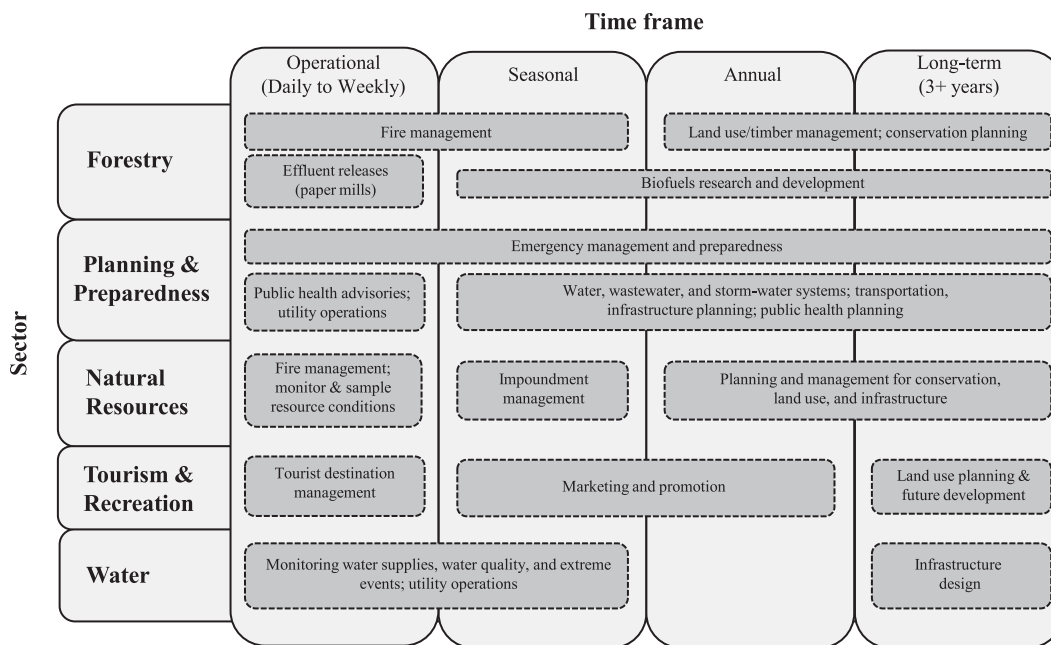 Time frame
Operational
(Daily to Weekly)
Seasonal
Annual
Long-term
(3+ years)
Sector
Forestry
Fire management
Land use/timber management; conservation planning
Effluent releases
(paper mills)
Biofuels research and development
Planning &
Preparedness
Emergency management and preparedness
Public health advisories;
utility operations
Water, wastewater, and storm-water systems; transportation,
infrastructure planning; public health planning
Natural
Resources
Fire management;
monitor & sample
resource conditions
Impoundment
management
Planning and management for conservation,
land use, and infrastructure
Tourism &
Recreation
Tourist destination
management
Marketing and promotion
Land use planning &
future development
Water
Monitoring water supplies, water quality, and extreme
events; utility operations
Infrastructure
design